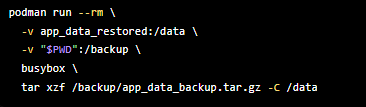 podman run --rm \
  -v app_data_restored:/data \
  -v "$PWD":/backup \
  busybox \
  tar xzf /backup/app_data_backup.tar.gz -C /data